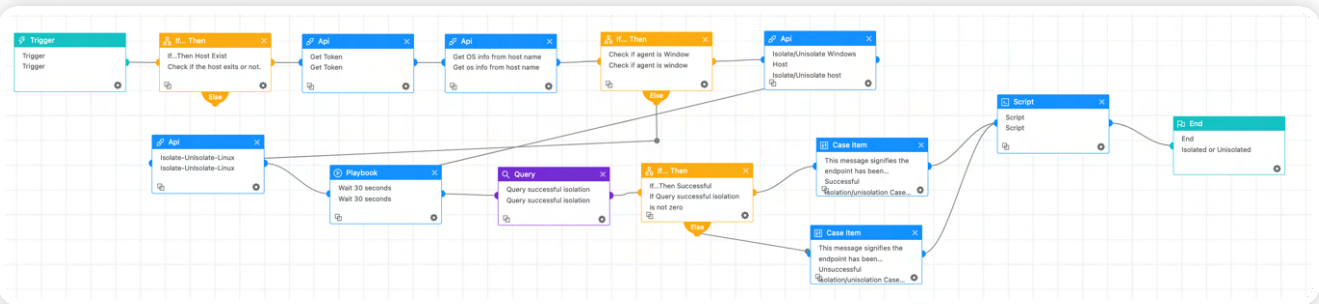 Trigger
Trigger
Trigger
If... Then
If...Then Host Exist
Check if the host exits or not.
Else
Api
Get Token
Get Token
Api
Get OS info from host name
Get os info from host name
If... Then
Check if agent is Window
Check if agent is window
Else
Api
Isolate/Unisolate Windows
Host
Isolate/Unisolate host
Api
Isolate-UnIsolate-Linux
Isolate-UnIsolate-Linux
Playbook
Wait 30 seconds
Wait 30 seconds
Query
Query successful isolation
Query successful isolation
If... Then
If...Then Successful
If Query successful isolation
is not zero
Else
Case Item
This message signifies the
endpoint has been...
Successful
isolation/unisolation Case...
Case Item
This message signifies the
endpoint has been...
Unsuccessful
isolation/unisolation Case...
Script
Script
Script
End
End
Isolated or Unisolated